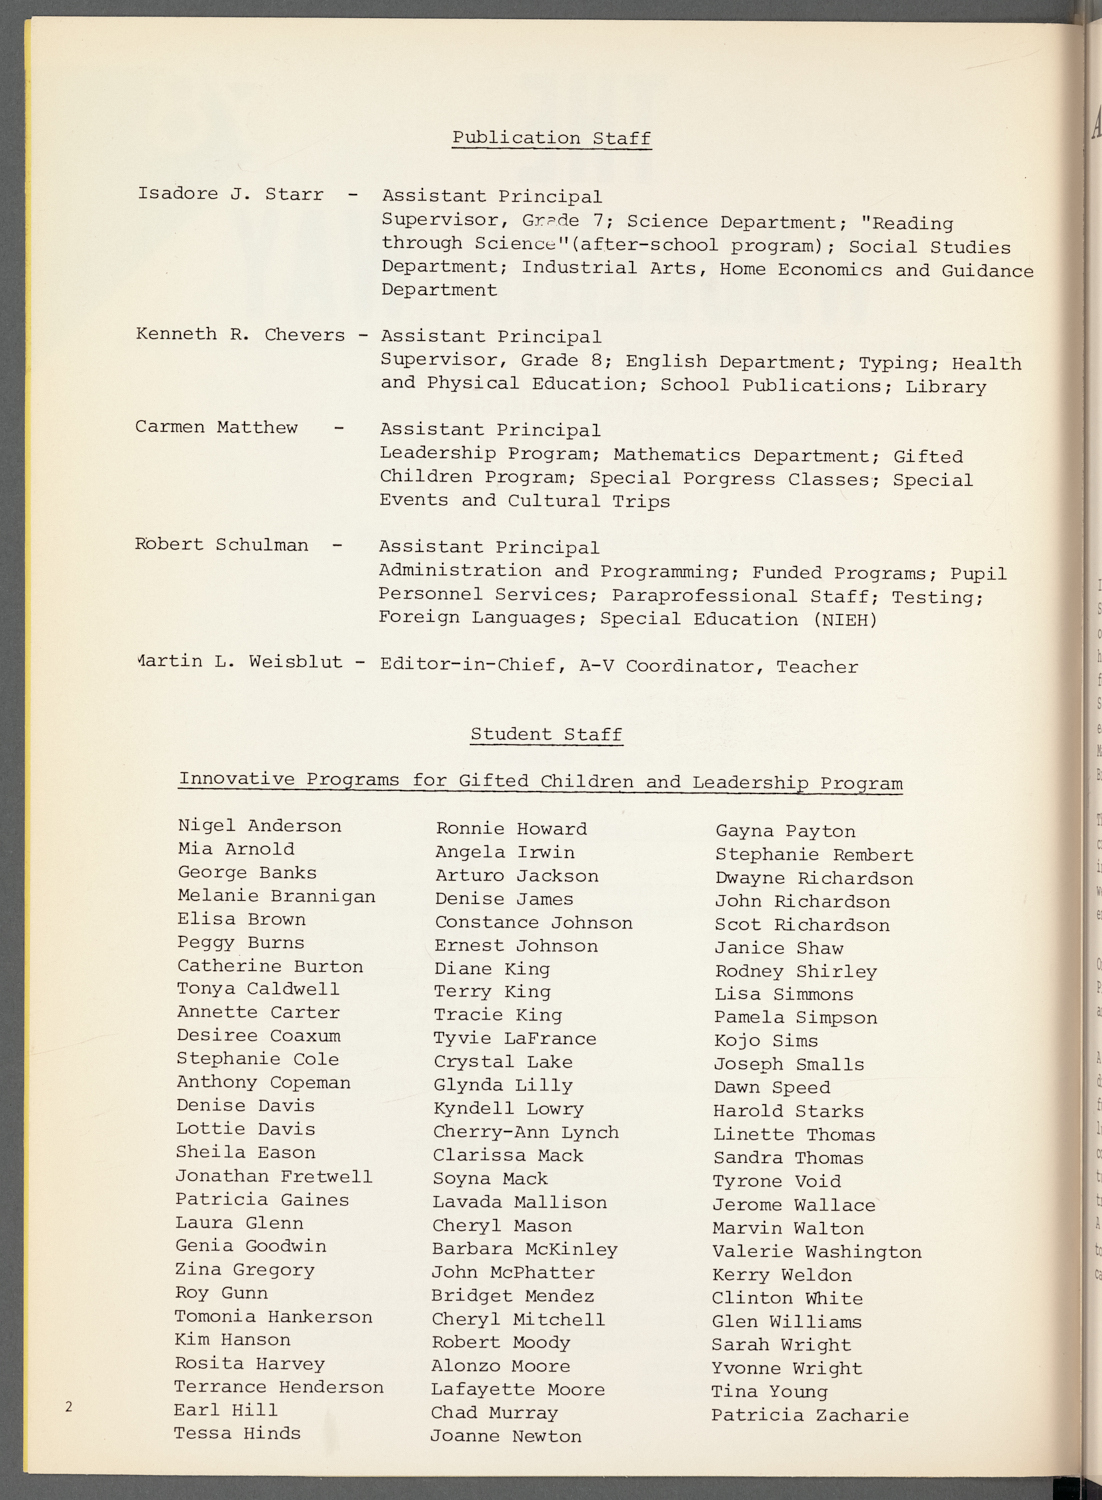 Publication Staff
Isadore J. Starr - Assistant Principal
Supervisor, Grade 7; Science Department; "Reading
through Science"(after-school program); Social Studies
Department; Industrial Arts, Home Economics and Guidance
Department
Kenneth R. Chevers - Assistant Principal
Supervisor, Grade 8; English Department; Typing; Health
and Physical Education; School Publications; Library
Carmen Matthew - Assistant Principal
Leadership Program; Mathematics Department; Gifted
Children Program; Special Porgress Classes; Special
Events and Cultural Trips
Robert Schulman - Assistant Principal
Administration and Programming; Funded Programs; Pupil
Personnel Services; Paraprofessional Staff; Testing;
Foreign Languages; Special Education (NIEH)
Martin L. Weisblut - Editor-in-Chief, A-V Coordinator, Teacher
Student Staff
Innovative Programs for Gifted Children and Leadership Program
Nigel Anderson
Mia Arnold
George Banks
Melanie Brannigan
Elisa Brown
Peggy Burns
Catherine Burton
Tonya Caldwell
Annette Carter
Desiree Coaxum
Stephanie Cole
Anthony Copeman
Denise Davis
Lottie Davis
Sheila Eason
Jonathan Fretwell
Patricia Gaines
Laura Glenn
Genia Goodwin
Zina Gregory
Roy Gunn
Tomonia Hankerson
Kim Hanson
Rosita Harvey
Terrance Henderson
Earl Hill
Tessa Hinds
Ronnie Howard
Angela Irwin
Arturo Jackson
Denise James
Constance Johnson
Ernest Johnson
Diane King
Terry King
Tracie King
Tyvie LaFrance
Crystal Lake
Glynda Lilly
Kyndell Lowry
Cherry-Ann Lynch
Clarissa Mack
Soyna Mack
Lavada Mallison
Cheryl Mason
Barbara McKinley
John McPhatter
Bridget Mendez
Cheryl Mitchell
Robert Moody
Alonzo Moore
Lafayette Moore
Chad Murray
Joanne Newton
Gayna Payton
Stephanie Rembert
Dwayne Richardson
John Richardson
Scot Richardson
Janice Shaw
Rodney Shirley
Lisa Simmons
Pamela Simpson
Kojo Sims
Joseph Smalls
Dawn Speed
Harold Starks
Linette Thomas
Sandra Thomas
Tyrone Void
Jerome Wallace
Marvin Walton
Valerie Washington
Kerry Weldon
Clinton White
Glen Williams
Sarah Wright
Yvonne Wright
Tina Young
Patricia Zacharie
2